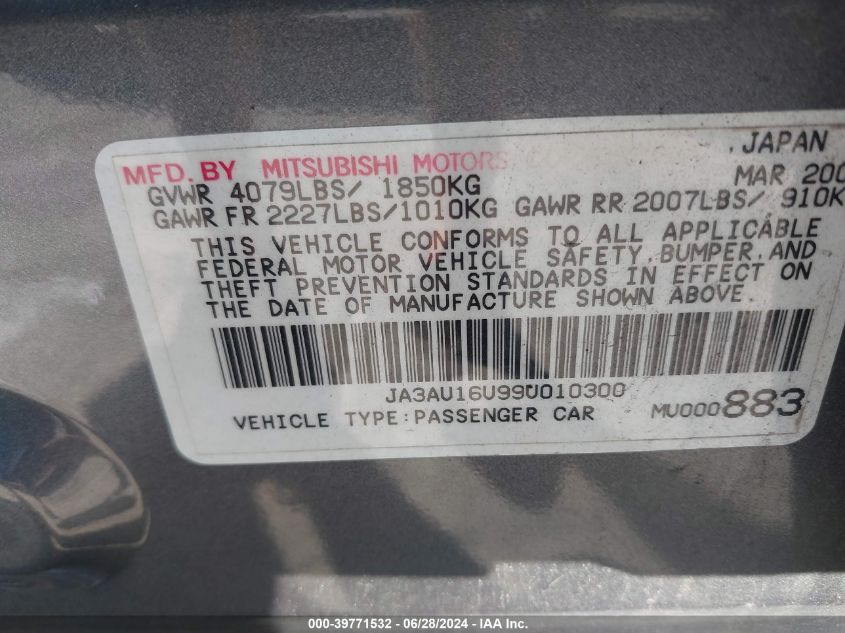 MFD. BY MITSUBISHI MOTORS , JAPAN
GVWR 4079LBS/ 1850KG MAR 200
GAWR FR 2227LBS/1010KG GAWR RR 2007LBS/ 910K
THIS VEHICLE CONFORMS TO ALL APPLICABLE
FEDERAL MOTOR VEHICLE SAFETY, BUMPER, AND
THEFT PREVENTION STANDARDS IN EFFECT ON
THE DATE OF MANUFACTURE SHOWN ABOVE.
JA3AU16U99U010300
VEHICLE TYPE:PASSENGER CAR MU000883
000-39771532 - 06/28/2024 - IAA Inc.